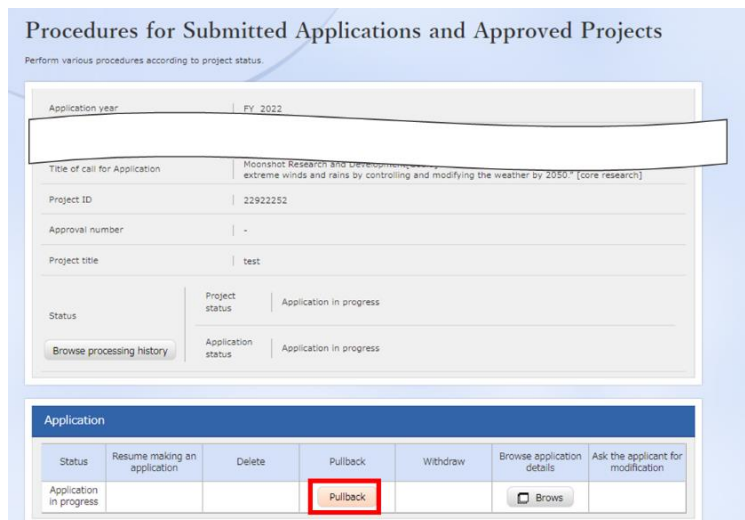 Procedures for Submitted Applications and Approved Projects
Perform various procedures according to project status.
Application year FY 2022
Title of call for Application Moonshot Research and Development
extreme winds and rains by controlling and modifying the weather by 2050." [core research]
Project ID 22922252
Approval number -
Project title test
Status
Project status Application in progress
Browse processing history
Application status Application in progress
Application
Status Resume making an application Delete Pullback Withdraw Browse application details Ask the applicant for modification
Application in progress Pullback Brows